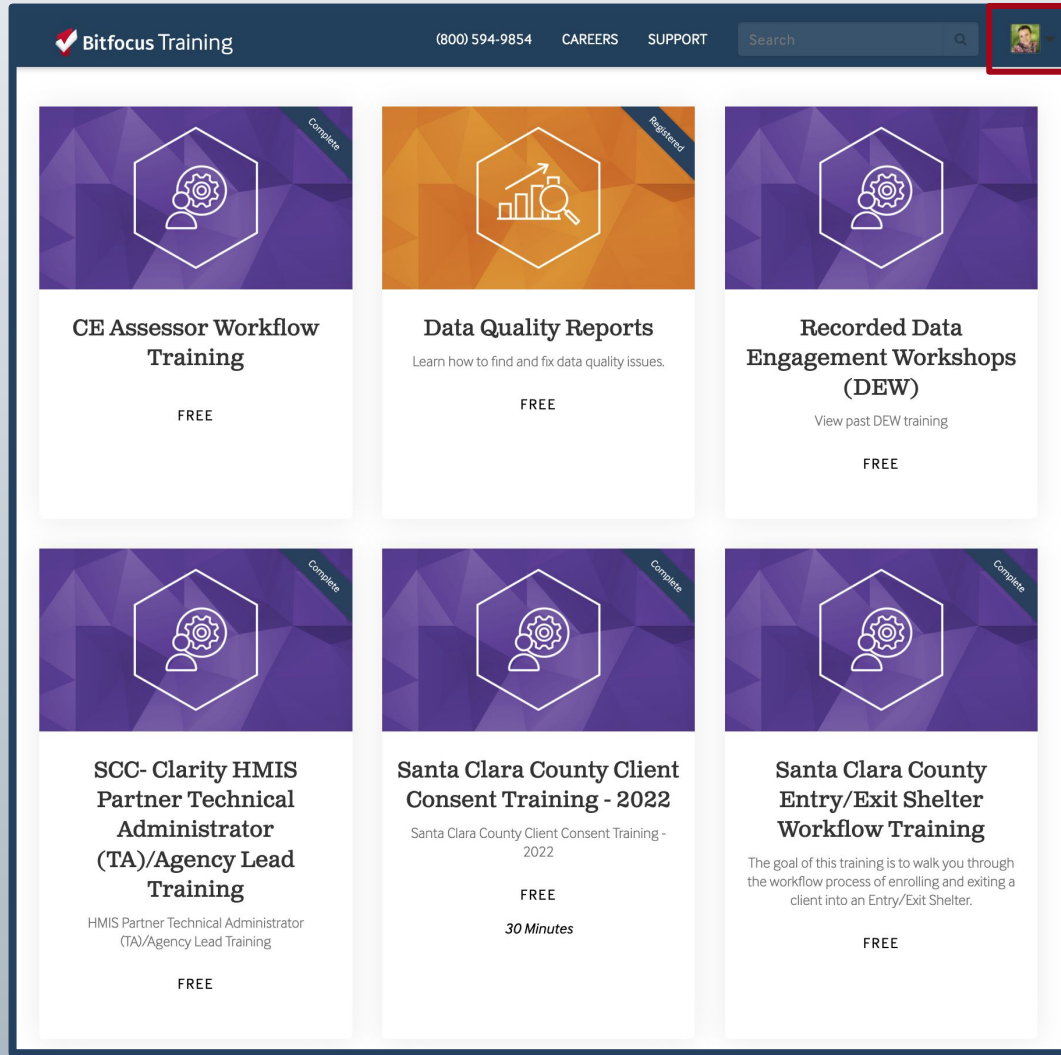 Bitfocus Training
(800) 594-9854 CAREERS SUPPORT Search
Complete
CE Assessor Workflow
Training
FREE
Registered
Data Quality Reports
Learn how to find and fix data quality issues.
FREE
Recorded Data
Engagement Workshops
(DEW)
View past DEW training
FREE
Complete
SCC- Clarity HMIS
Partner Technical
Administrator
(TA)/Agency Lead
Training
HMIS Partner Technical Administrator
(TA)/Agency Lead Training
FREE
Complete
Santa Clara County Client
Consent Training - 2022
Santa Clara County Client Consent Training -
2022
FREE
30 Minutes
Complete
Santa Clara County
Entry/Exit Shelter
Workflow Training
The goal of this training is to walk you through
the workflow process of enrolling and exiting a
client into an Entry/Exit Shelter.
FREE